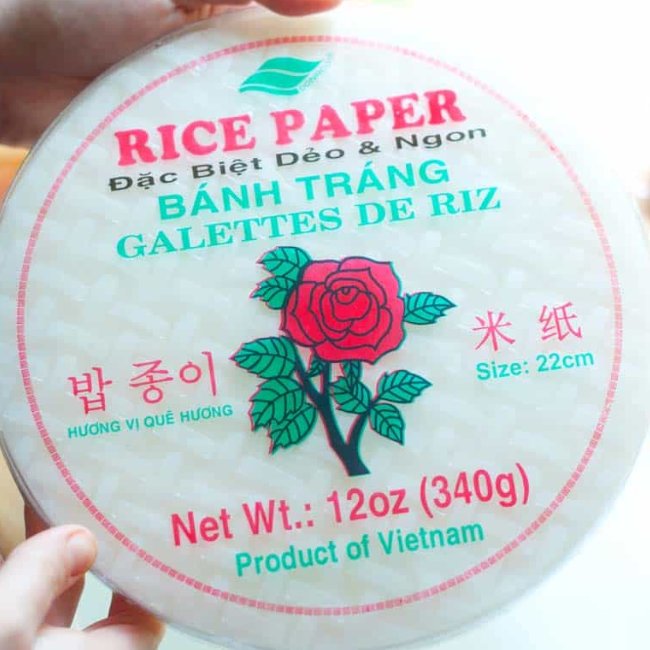 RICE PAPER
Đặc Biệt Dẻo & Ngon
BÁNH TRÁNG
GALETTES DE RIZ
米 纸
Size: 22cm
밥 종이
HƯƠNG VỊ QUÊ HƯƠNG
Net Wt.: 12oz (340g)
Product of Vietnam